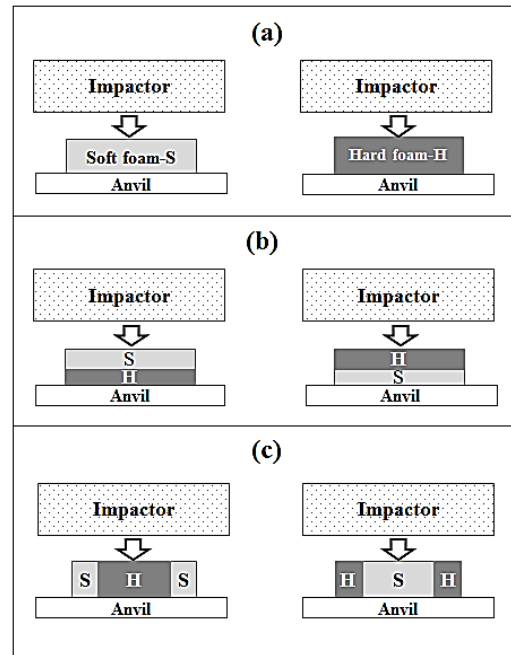 (a)
Impactor Impactor
Soft foam-S Hard foam-H
Anvil Anvil
(b)
Impactor Impactor
S H
H S
Anvil Anvil
(c)
Impactor Impactor
S H S H S H
Anvil Anvil